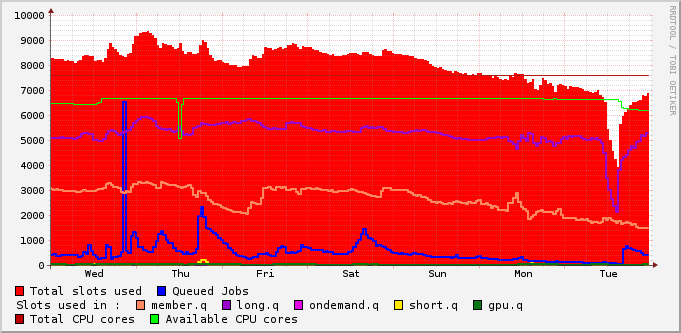 10000
9000
8000
7000
6000
5000
4000
3000
2000
1000
0
Wed Thu Fri Sat Sun Mon Tue
Total slots used Queued Jobs
Slots used in : member.q long.q ondemand.q short.q gpu.q
Total CPU cores Available CPU cores
RRDTOOL / TOBI OETIKER